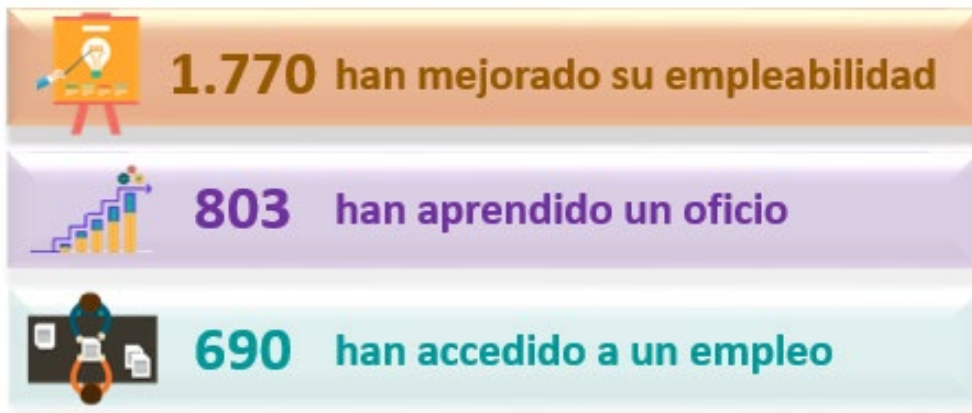 1.770 han mejorado su empleabilidad
803 han aprendido un oficio
690 han accedido a un empleo